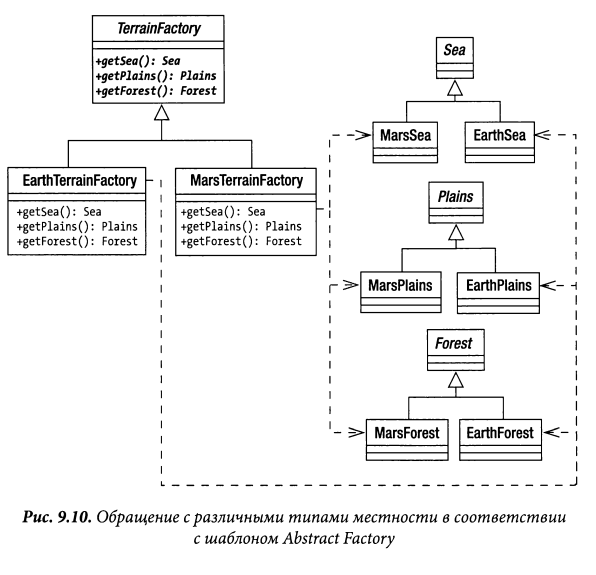 TerrainFactory
+getSea(): Sea
+getPlains(): Plains
+getForest(): Forest
EarthTerrainFactory
+getSea(): Sea
+getPlains(): Plains
+getForest(): Forest
MarsTerrainFactory
+getSea(): Sea
+getPlains(): Plains
+getForest(): Forest
Sea
MarsSea
EarthSea
Plains
MarsPlains
EarthPlains
Forest
MarsForest
EarthForest
Рис. 9.10. Обращение с различными типами местности в соответствии
с шаблоном Abstract Factory